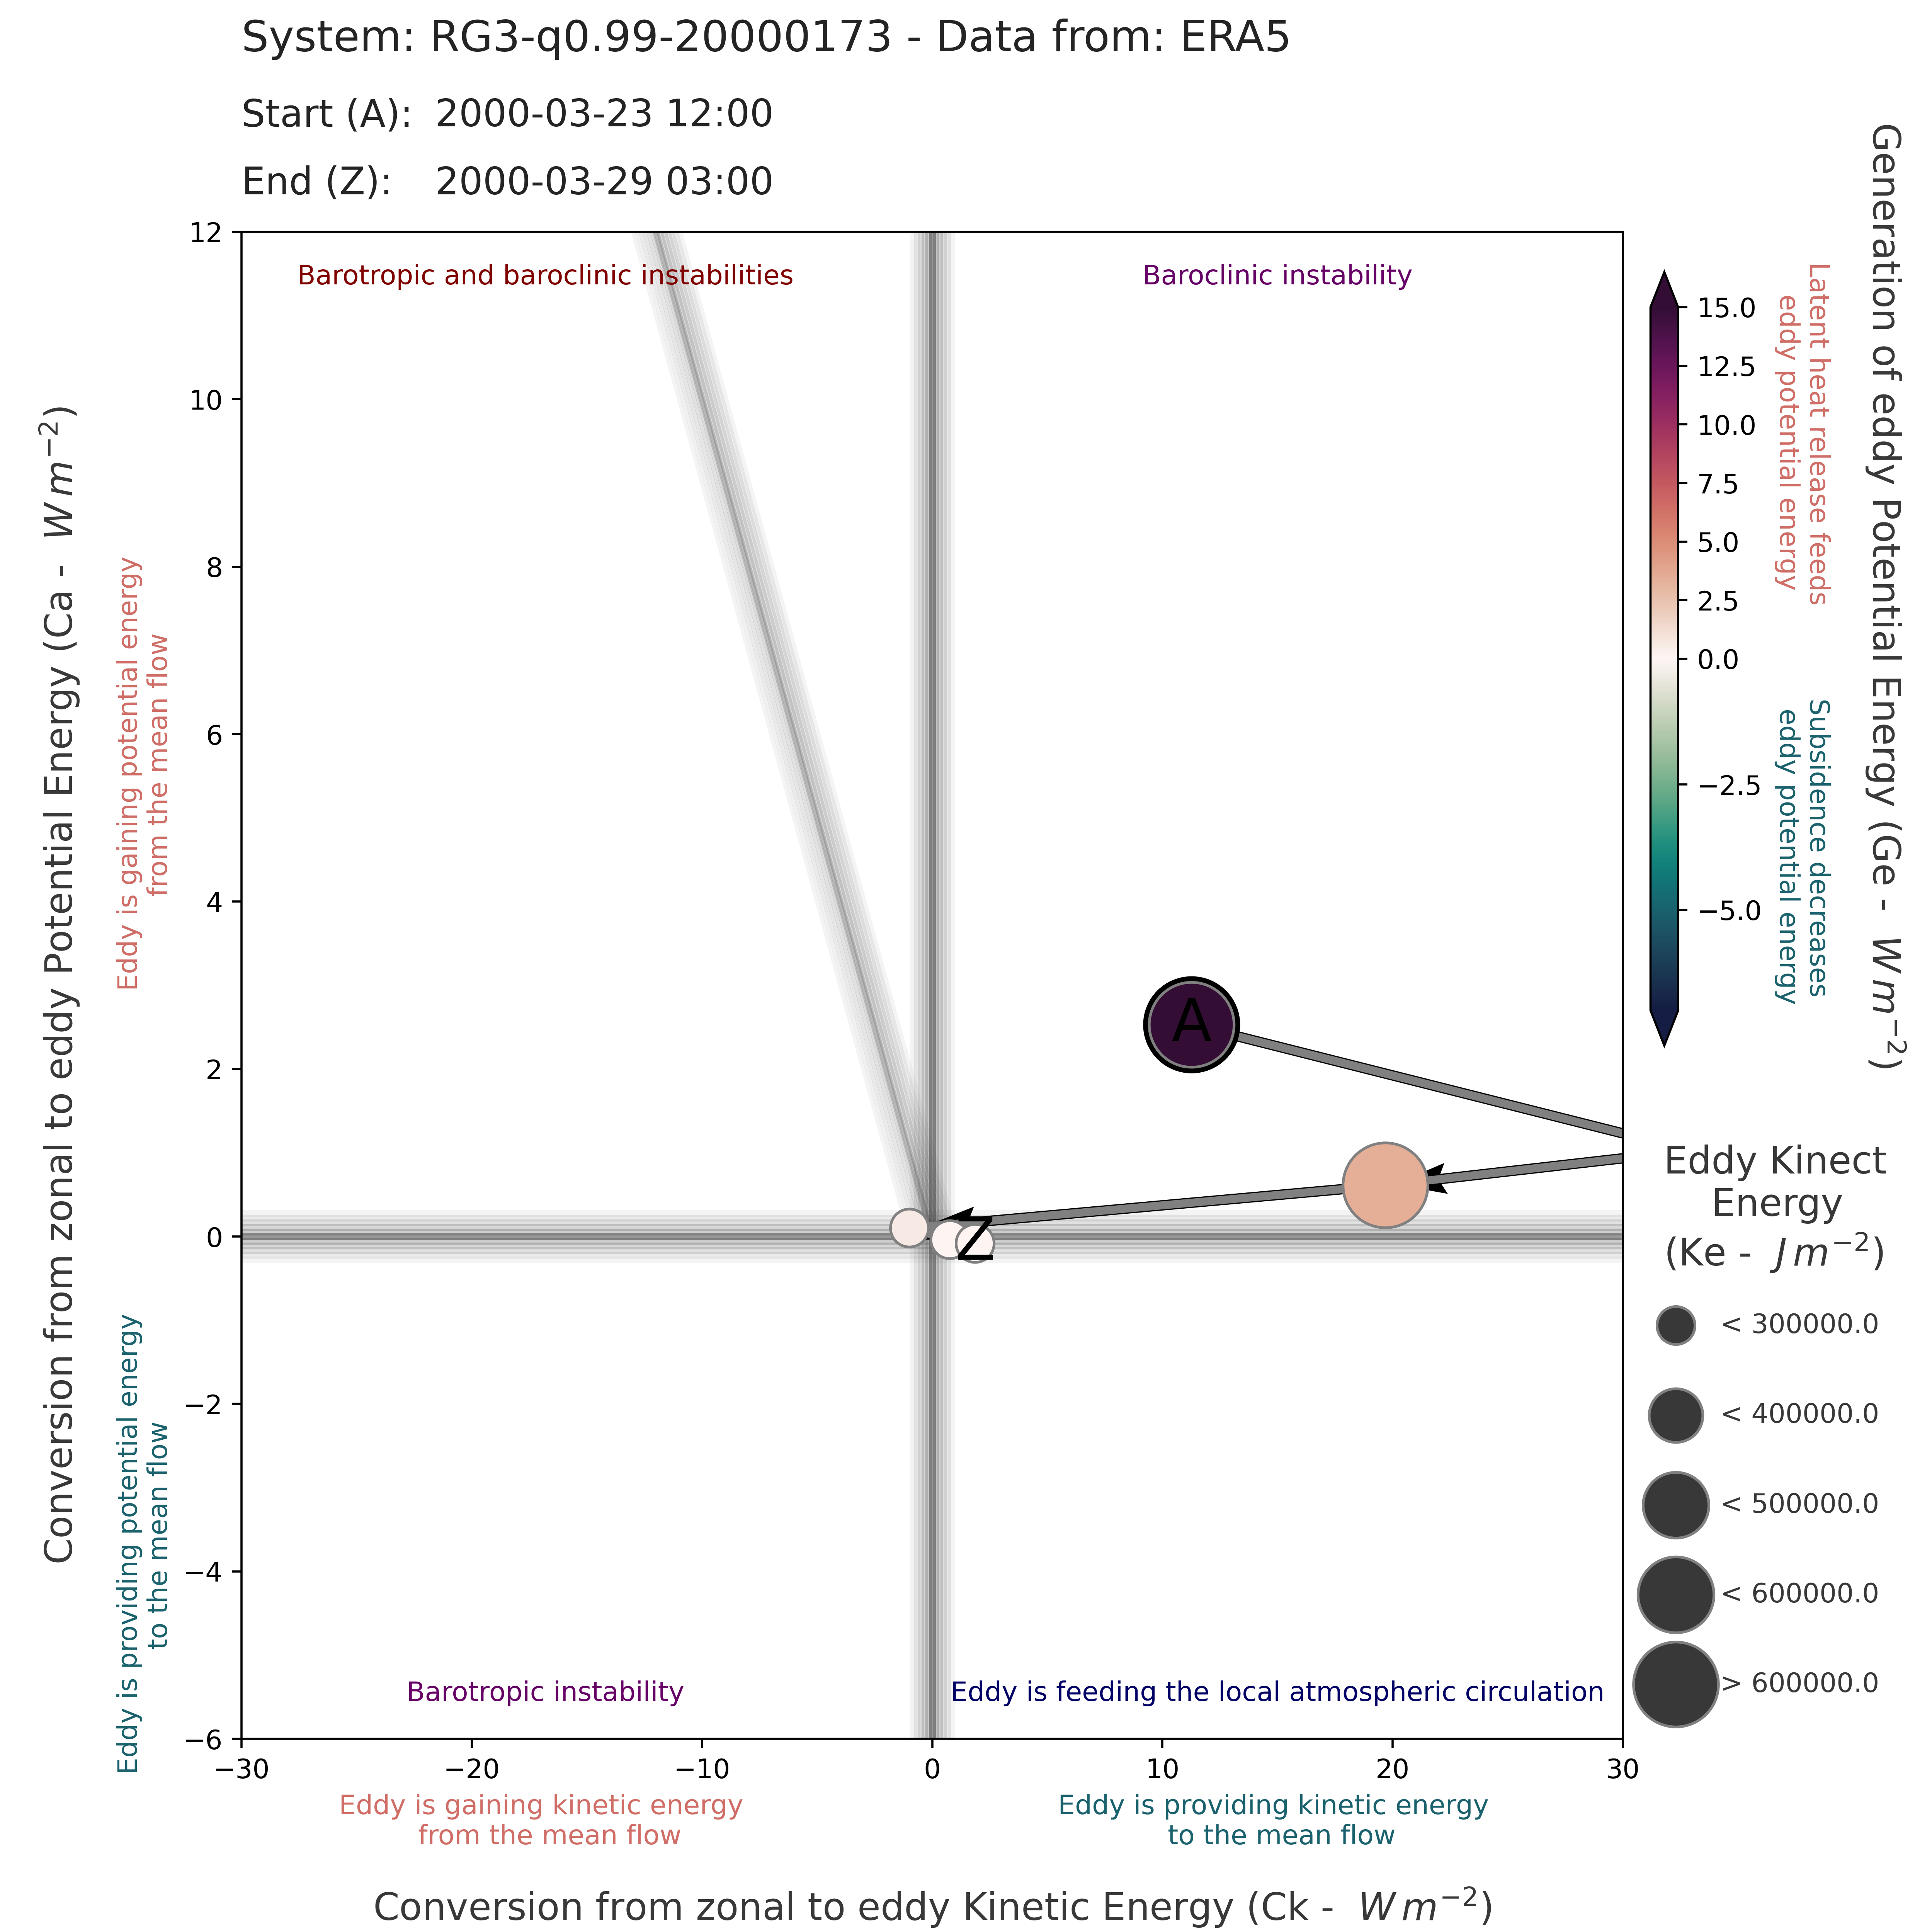 System: RG3-q0.99-20000173 - Data from: ERA5
Start (A): 2000-03-23 12:00
End (Z): 2000-03-29 03:00
Barotropic and baroclinic instabilities
Baroclinic instability
Barotropic instability
Eddy is feeding the local atmospheric circulation
A
Z
12
10
8
6
4
2
0
−2
−4
−6
−30
−20
−10
0
10
20
30
Conversion from zonal to eddy Potential Energy (Ca - W m⁻²)
Eddy is gaining potential energy
from the mean flow
Eddy is providing potential energy
to the mean flow
Eddy is gaining kinetic energy
from the mean flow
Eddy is providing kinetic energy
to the mean flow
Conversion from zonal to eddy Kinetic Energy (Ck - W m⁻²)
15.0
12.5
10.0
7.5
5.0
2.5
0.0
−2.5
−5.0
Latent heat release feeds
eddy potential energy
Subsidence decreases
eddy potential energy
Generation of eddy Potential Energy (Ge - W m⁻²)
Eddy Kinect
Energy
(Ke - J m⁻²)
< 300000.0
< 400000.0
< 500000.0
< 600000.0
> 600000.0